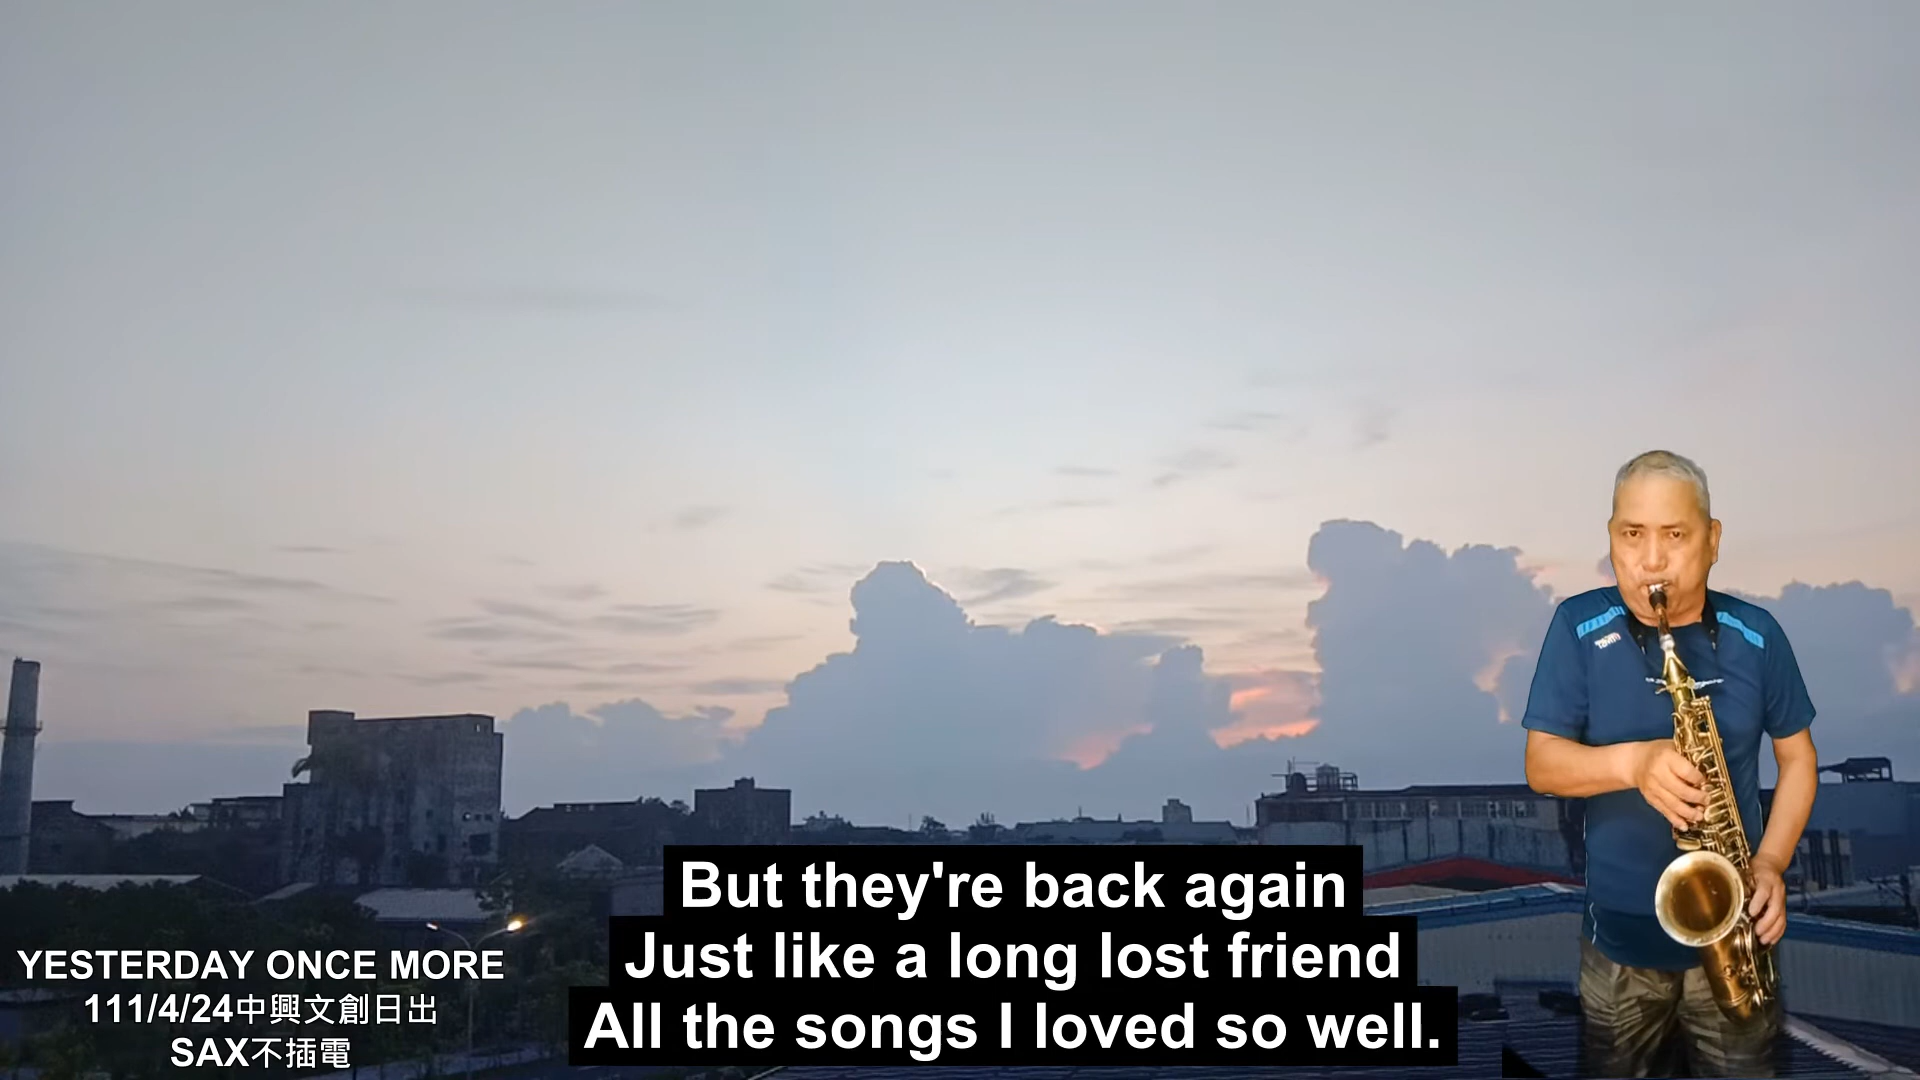 But they're back again
Just like a long lost friend
All the songs I loved so well.
YESTERDAY ONCE MORE
111/4/24中興文創日出
SAX不插電